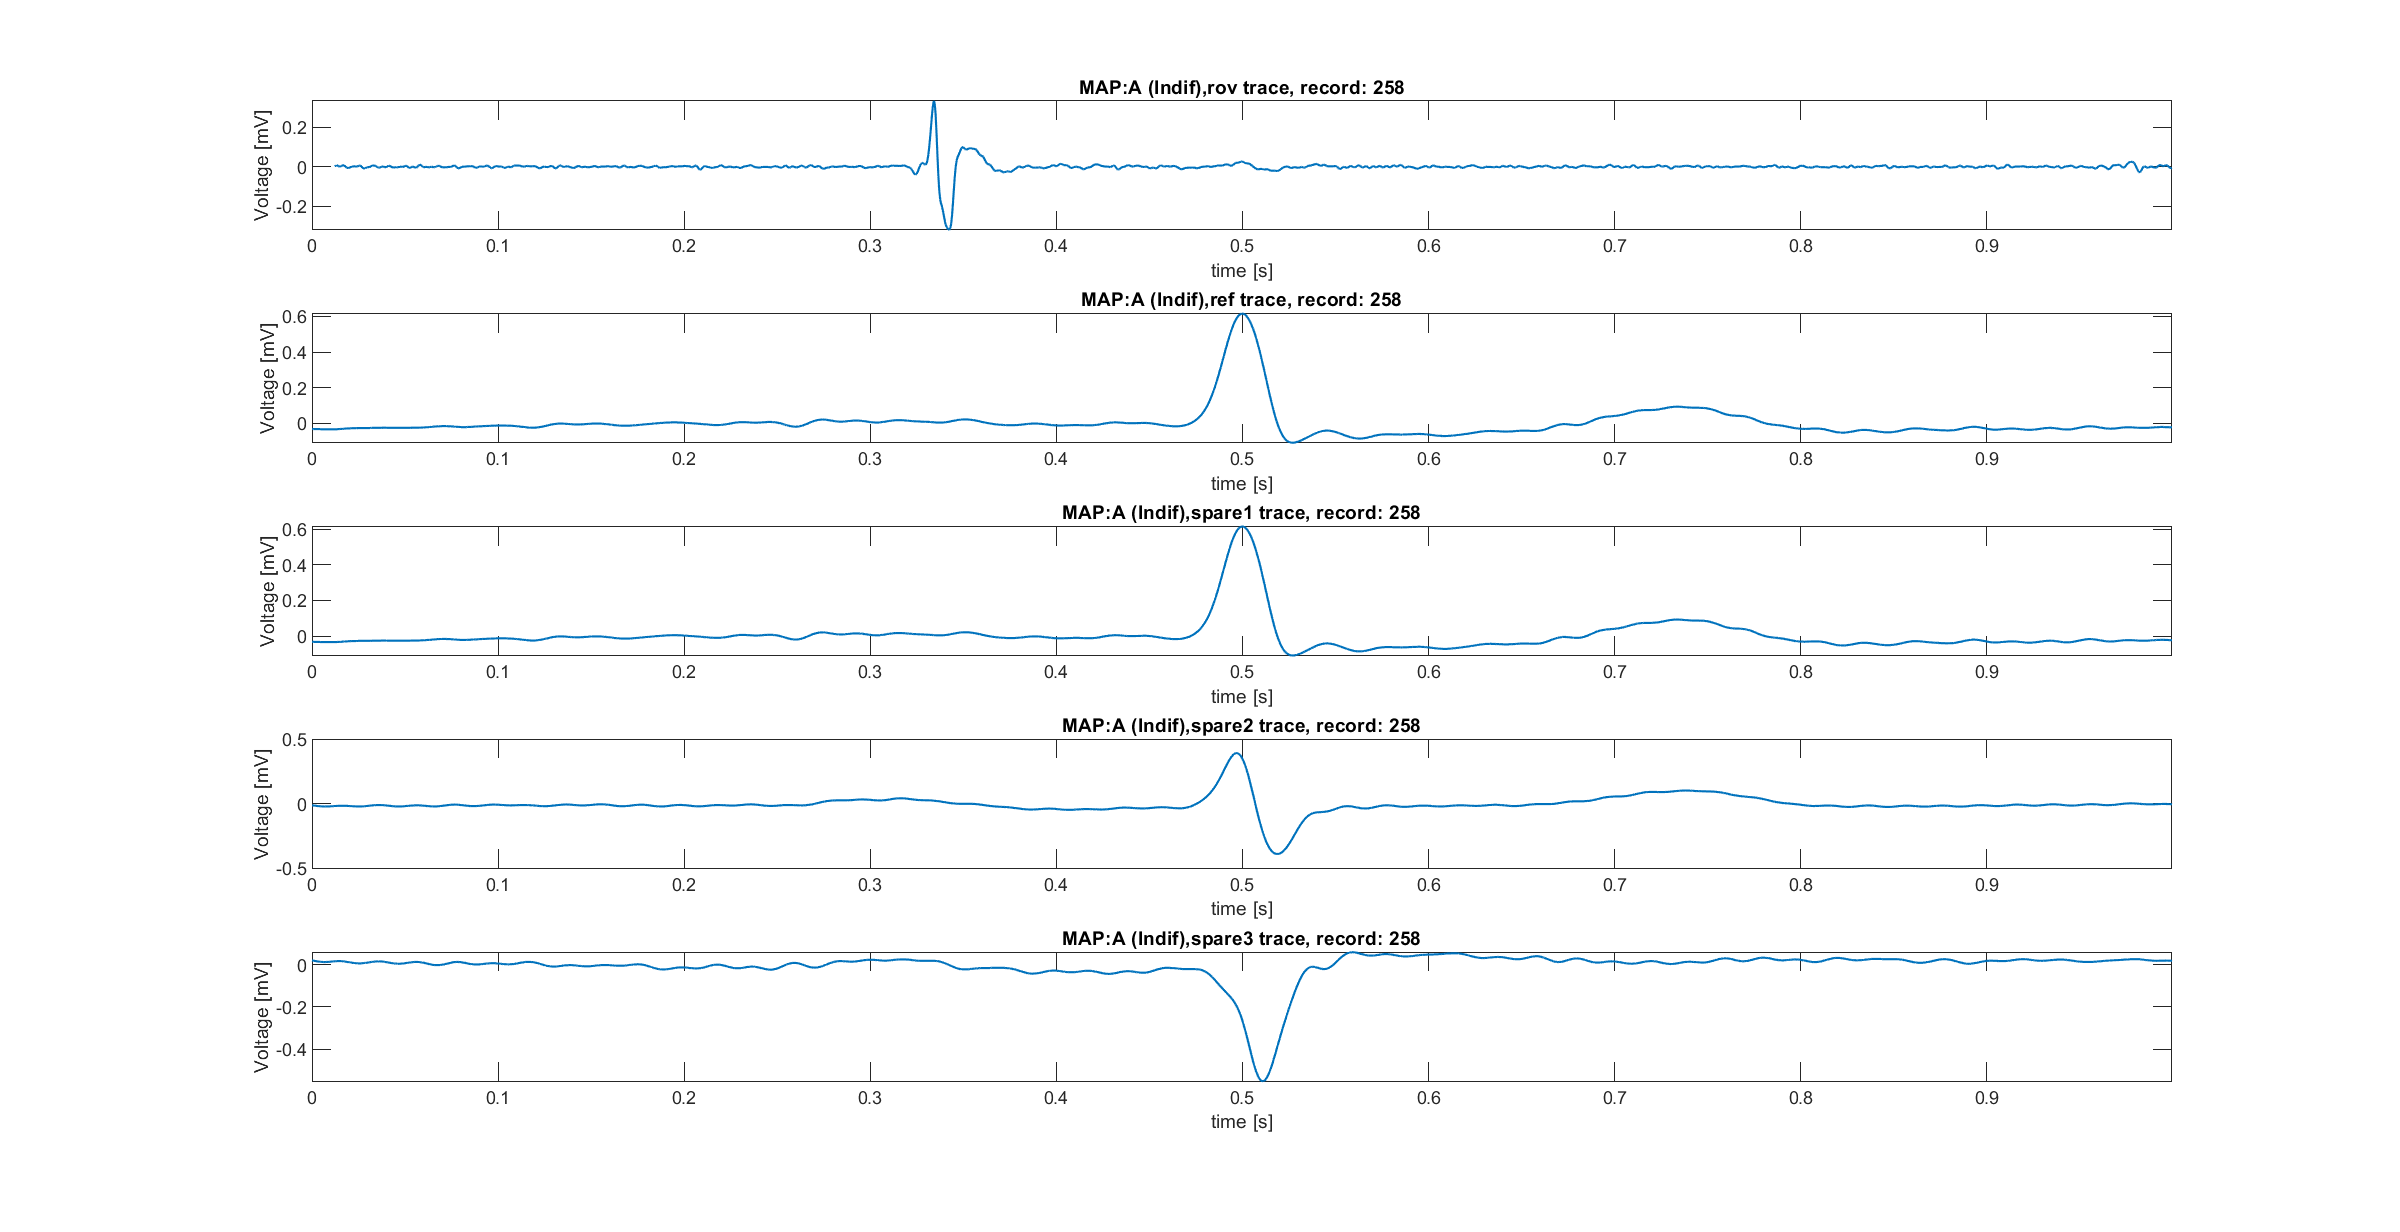 MAP:A (Indif),rov trace, record: 258
Voltage [mV]
0.2
0
-0.2
0 0.1 0.2 0.3 0.4 0.5 0.6 0.7 0.8 0.9
time [s]
MAP:A (Indif),ref trace, record: 258
Voltage [mV]
0.6
0.4
0.2
0
0 0.1 0.2 0.3 0.4 0.5 0.6 0.7 0.8 0.9
time [s]
MAP:A (Indif),spare1 trace, record: 258
Voltage [mV]
0.6
0.4
0.2
0
0 0.1 0.2 0.3 0.4 0.5 0.6 0.7 0.8 0.9
time [s]
MAP:A (Indif),spare2 trace, record: 258
Voltage [mV]
0.5
0
-0.5
0 0.1 0.2 0.3 0.4 0.5 0.6 0.7 0.8 0.9
time [s]
MAP:A (Indif),spare3 trace, record: 258
Voltage [mV]
0
-0.2
-0.4
0 0.1 0.2 0.3 0.4 0.5 0.6 0.7 0.8 0.9
time [s]